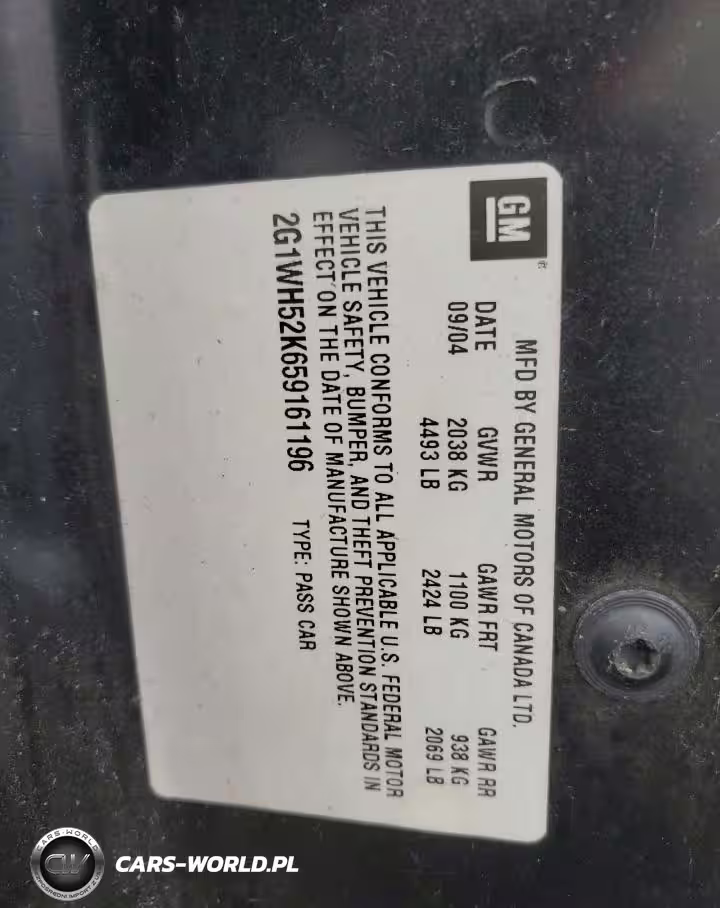 GM
MFD BY GENERAL MOTORS OF CANADA LTD.
DATE GVWR GAWR FRT GAWR RR
09/04 2038 KG 1100 KG 938 KG
4493 LB 2424 LB 2069 LB
THIS VEHICLE CONFORMS TO ALL APPLICABLE U.S. FEDERAL MOTOR
VEHICLE SAFETY, BUMPER, AND THEFT PREVENTION STANDARDS IN
EFFECT ON THE DATE OF MANUFACTURE SHOWN ABOVE.
2G1WH52K659161196 TYPE: PASS CAR
CARS-WORLD
CW
CARS-WORLD.PL